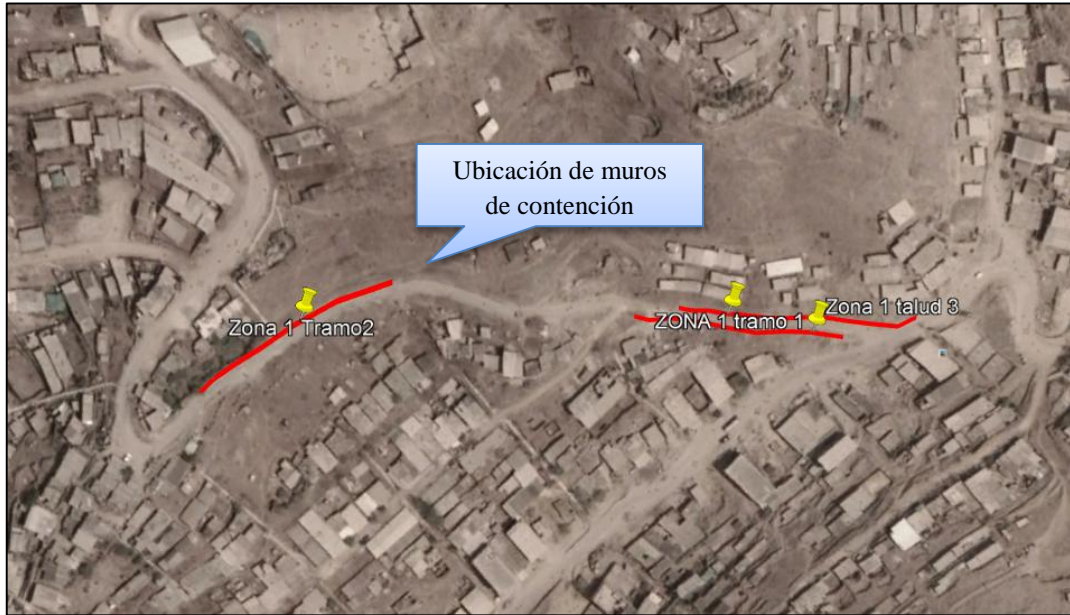 Ubicación de muros
de contención
Zona 1 Tramo2
ZONA 1 tramo 1
Zona 1 talud 3